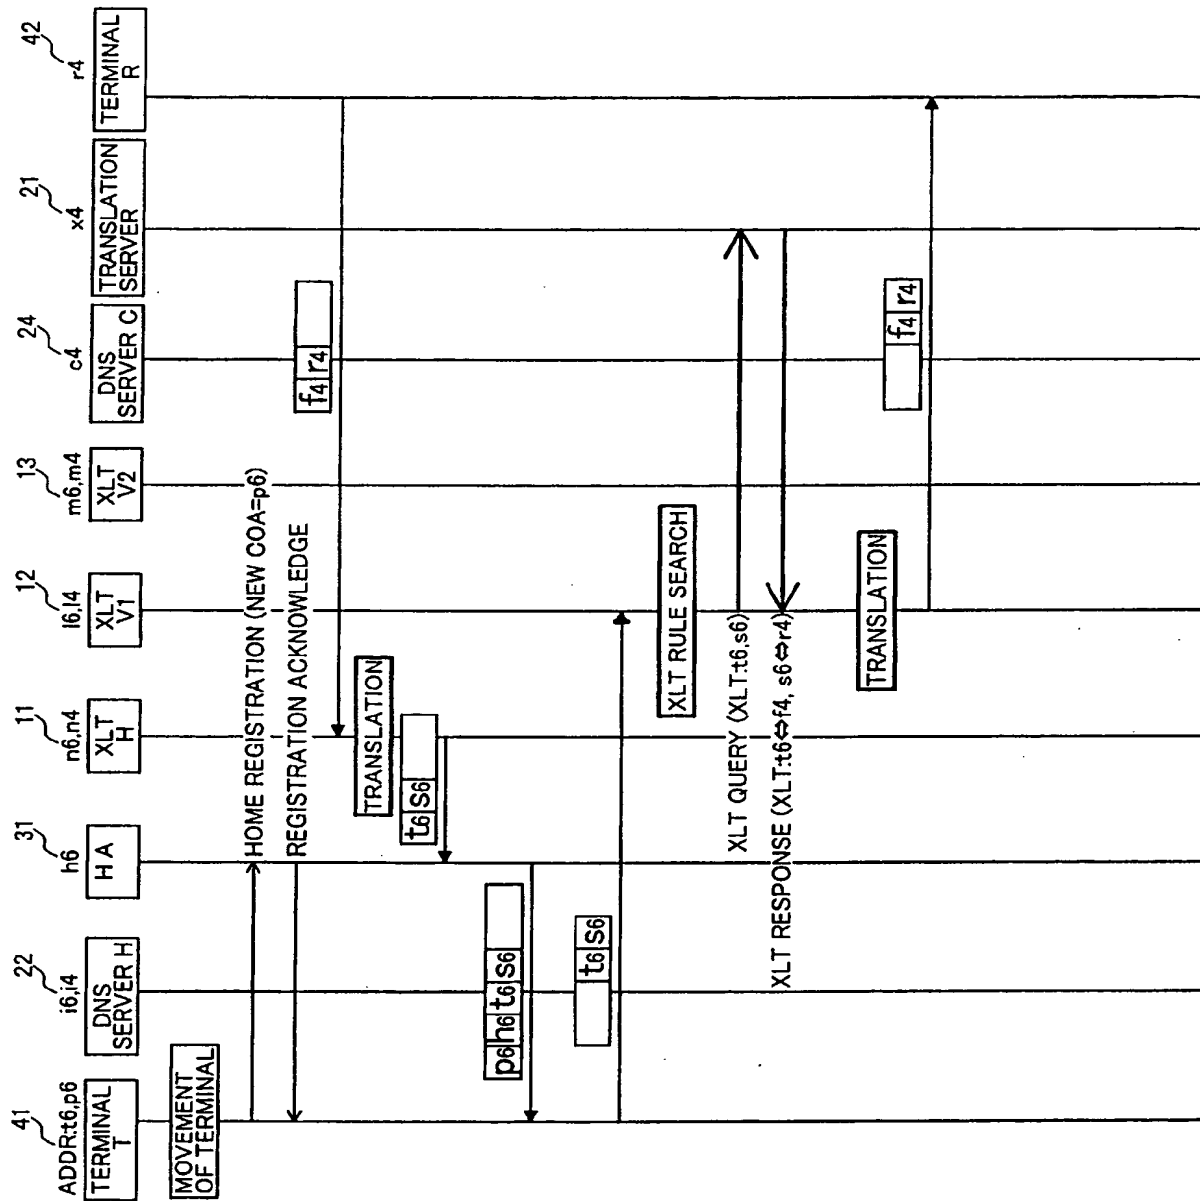 41
ADDR:t6,p6
TERMINAL
T
22
i6,i4
DNS
SERVER H
31
h6
H A
11
n6,n4
XLT
H
12
l6,l4
XLT
V1
13
m6,m4
XLT
V2
24
c4
DNS
SERVER C
21
x4
TRANSLATION
SERVER
42
r4
TERMINAL
R
MOVEMENT
OF TERMINAL
HOME REGISTRATION (NEW COA=p6)
REGISTRATION ACKNOWLEDGE
f4 r4
TRANSLATION
t6 s6
p6 h6 t6 s6
t6 s6
XLT RULE SEARCH
XLT QUERY (XLT:t6,s6)
XLT RESPONSE (XLT:t6⇔f4, s6⇔r4)
TRANSLATION
f4 r4